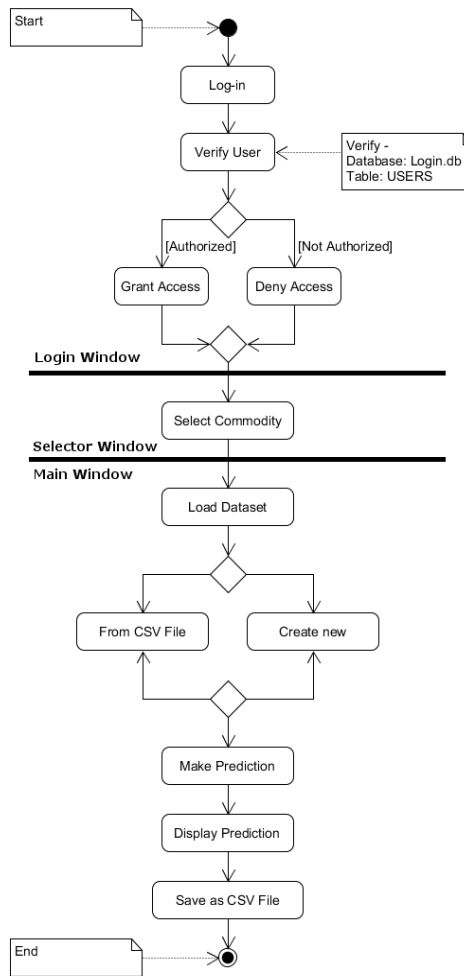 Start
Log-in
Verify User
Verify -
Database: Login.db
Table: USERS
[Authorized]
[Not Authorized]
Grant Access
Deny Access
Login Window
Select Commodity
Selector Window
Main Window
Load Dataset
From CSV File
Create new
Make Prediction
Display Prediction
Save as CSV File
End